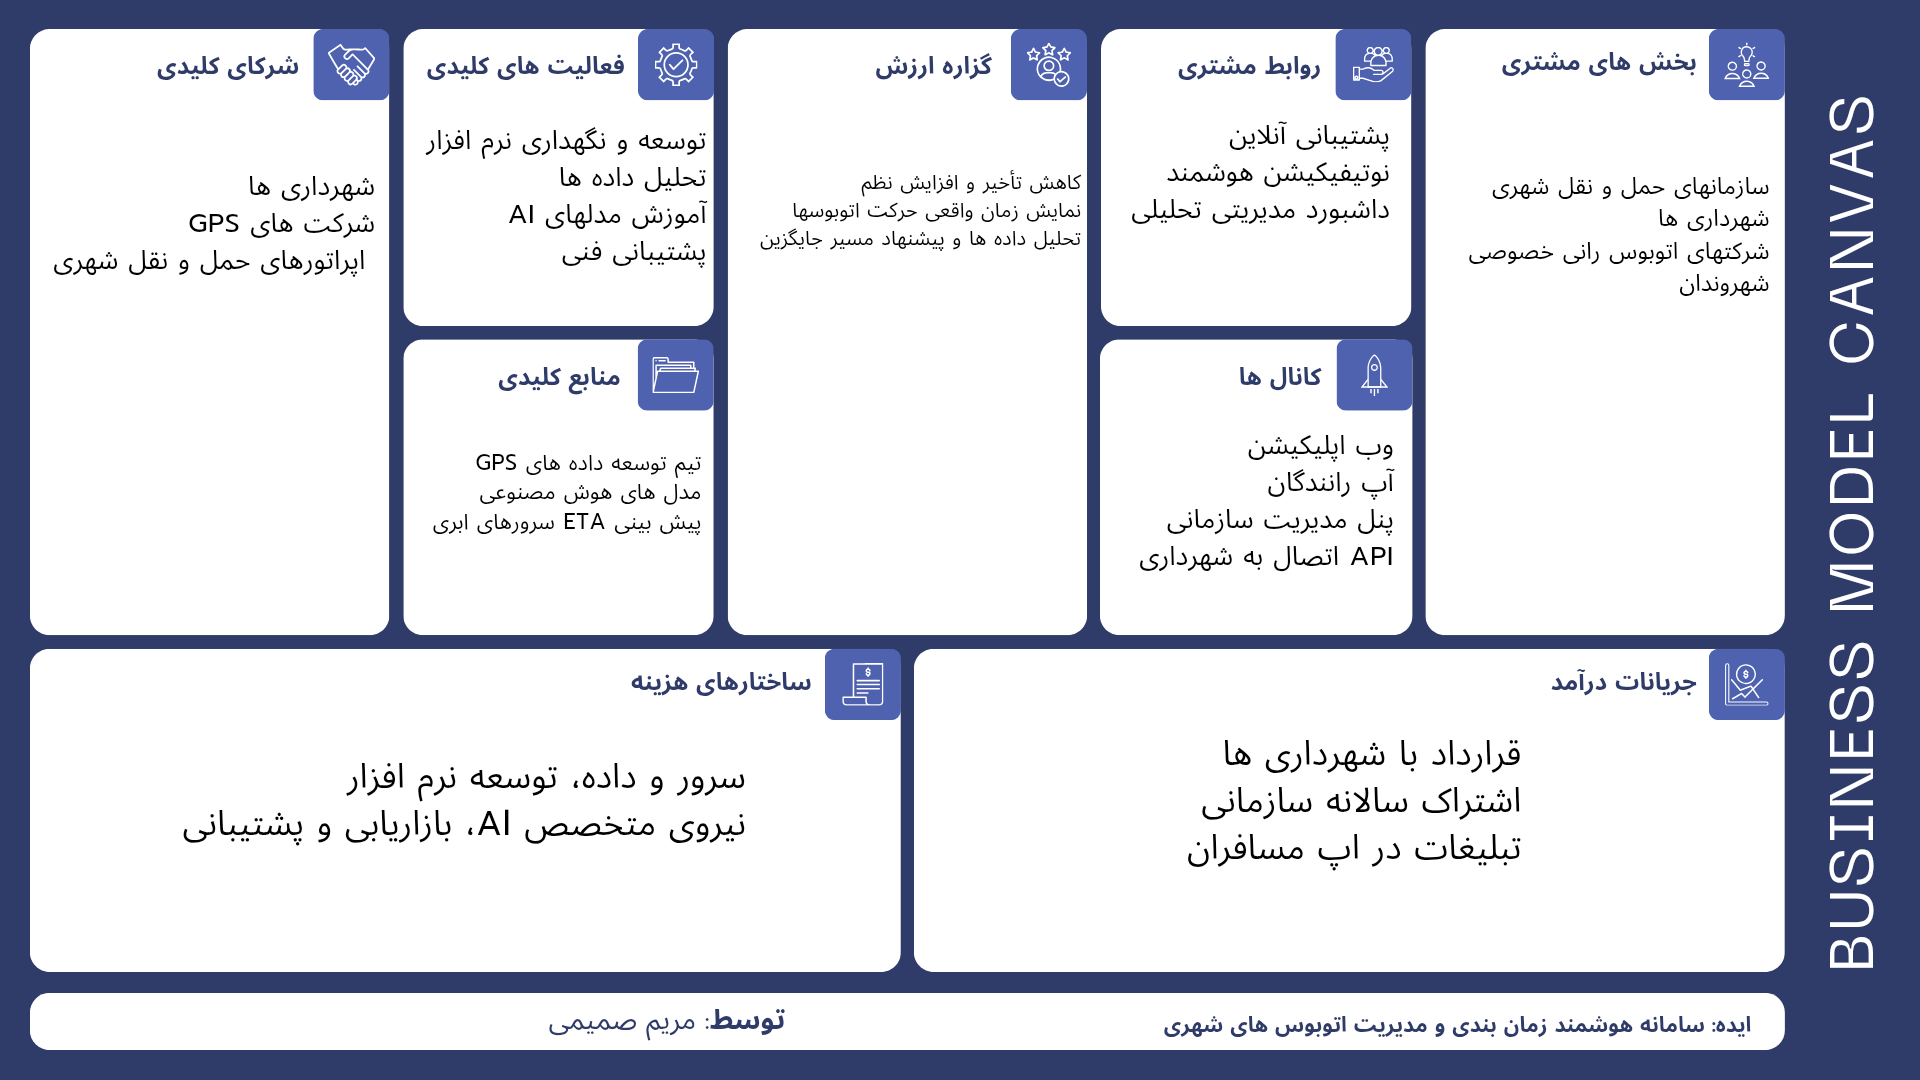 BUSINESS MODEL CANVAS
بخش های مشتری
سازمانهای حمل و نقل شهری
شهرداری ها
شرکتهای اتوبوس رانی خصوصی
شهروندان
روابط مشتری
پشتیبانی آنلاین
نوتیفیکیشن هوشمند
داشبورد مدیریتی تحلیلی
کانال ها
وب اپلیکیشن
آپ رانندگان
پنل مدیریت سازمانی
API اتصال به شهرداری
گزاره ارزش
کاهش تأخیر و افزایش نظم
نمایش زمان واقعی حرکت اتوبوسها
تحلیل داده ها و پیشنهاد مسیر جایگزین
فعالیت های کلیدی
توسعه و نگهداری نرم افزار
تحلیل داده ها
آموزش مدلهای AI
پشتیبانی فنی
منابع کلیدی
تیم توسعه داده های GPS
مدل های هوش مصنوعی
پیش بینی ETA سرورهای ابری
شرکای کلیدی
شهرداری ها
شرکت های GPS
اپراتورهای حمل و نقل شهری
جریانات درآمد
قرارداد با شهرداری ها
اشتراک سالانه سازمانی
تبلیغات در اپ مسافران
ساختارهای هزینه
سرور و داده، توسعه نرم افزار
نیروی متخصص AI، بازاریابی و پشتیبانی
ایده: سامانه هوشمند زمان بندی و مدیریت اتوبوس های شهری
توسط: مریم صمیمی